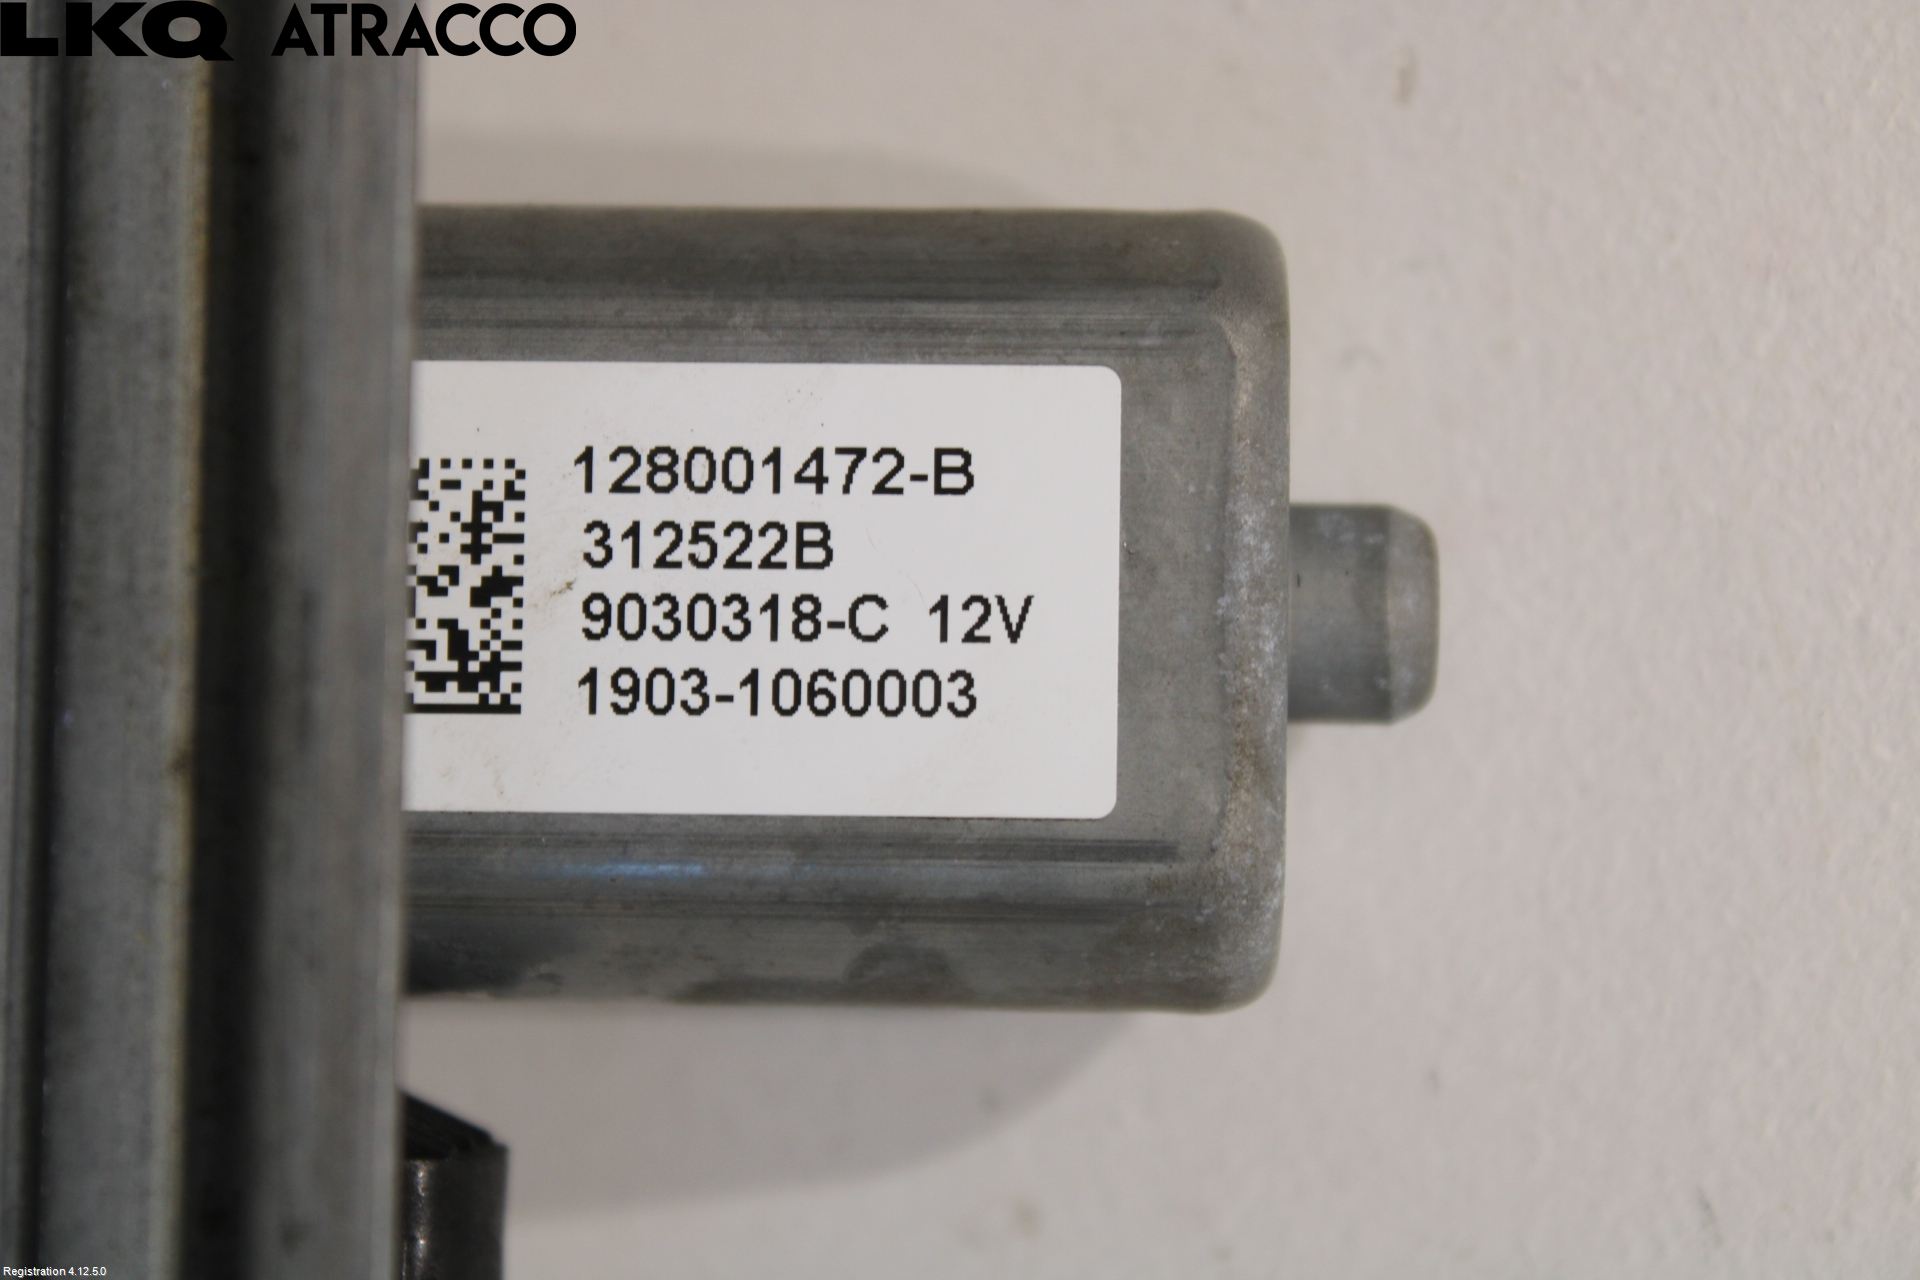 LKQ ATRACCO
128001472-B
312522B
9030318-C 12V
1903-1060003
Registration 4.12.5.0